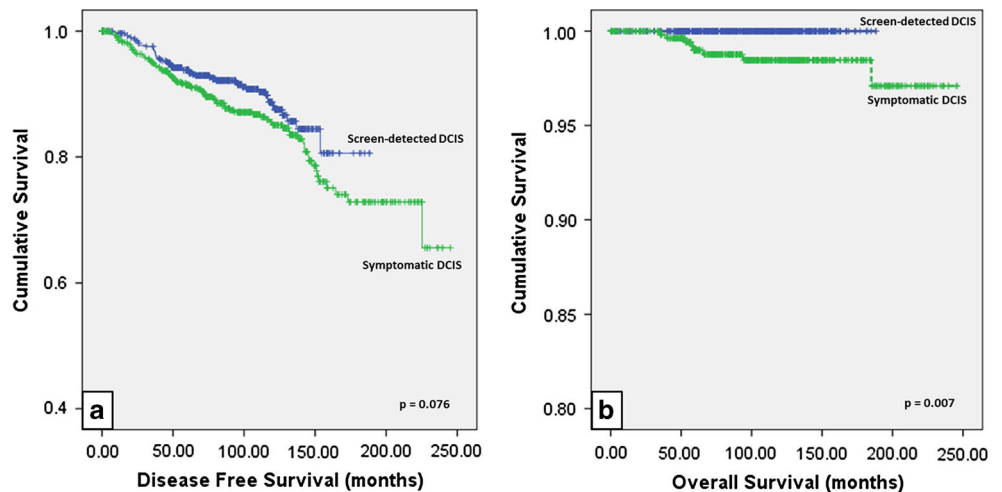 1.0
0.8
0.6
0.4
Cumulative Survival
Screen-detected DCIS
Symptomatic DCIS
p = 0.076
a
0.00 50.00 100.00 150.00 200.00 250.00
Disease Free Survival (months)
1.00
0.95
0.90
0.85
0.80
Cumulative Survival
Screen-detected DCIS
Symptomatic DCIS
p = 0.007
b
0.00 50.00 100.00 150.00 200.00 250.00
Overall Survival (months)